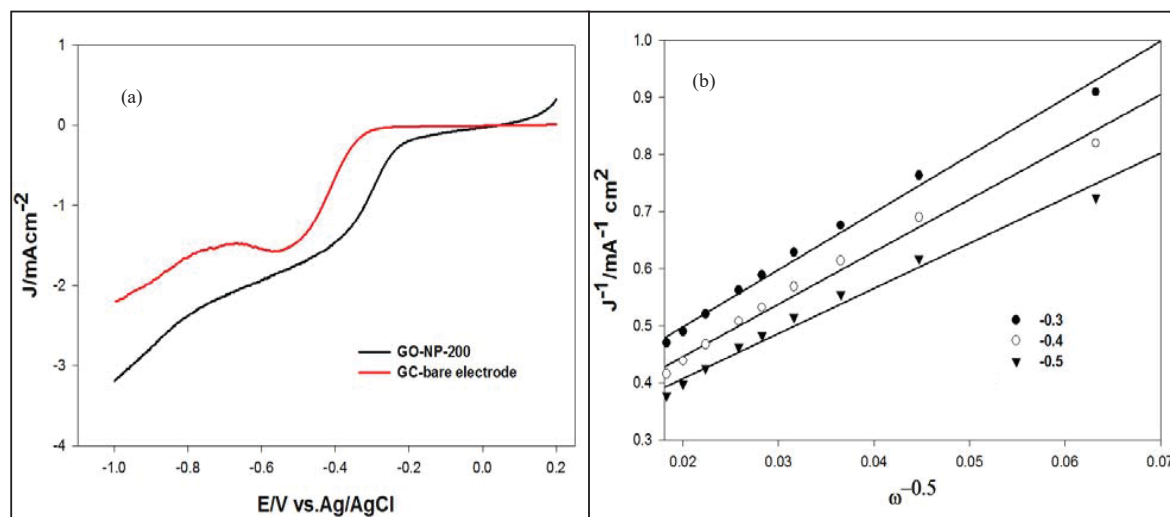 (a)
1
0
-1
-2
-3
-4
J/mAcm-2
GO-NP-200
GC-bare electrode
-1.0 -0.8 -0.6 -0.4 -0.2 0.0 0.2
E/V vs.Ag/AgCl
(b)
1.0
0.9
0.8
0.7
0.6
0.5
0.4
0.3
J-1/mA-1 cm2
-0.3
-0.4
-0.5
0.02 0.03 0.04 0.05 0.06 0.07
ω-0.5